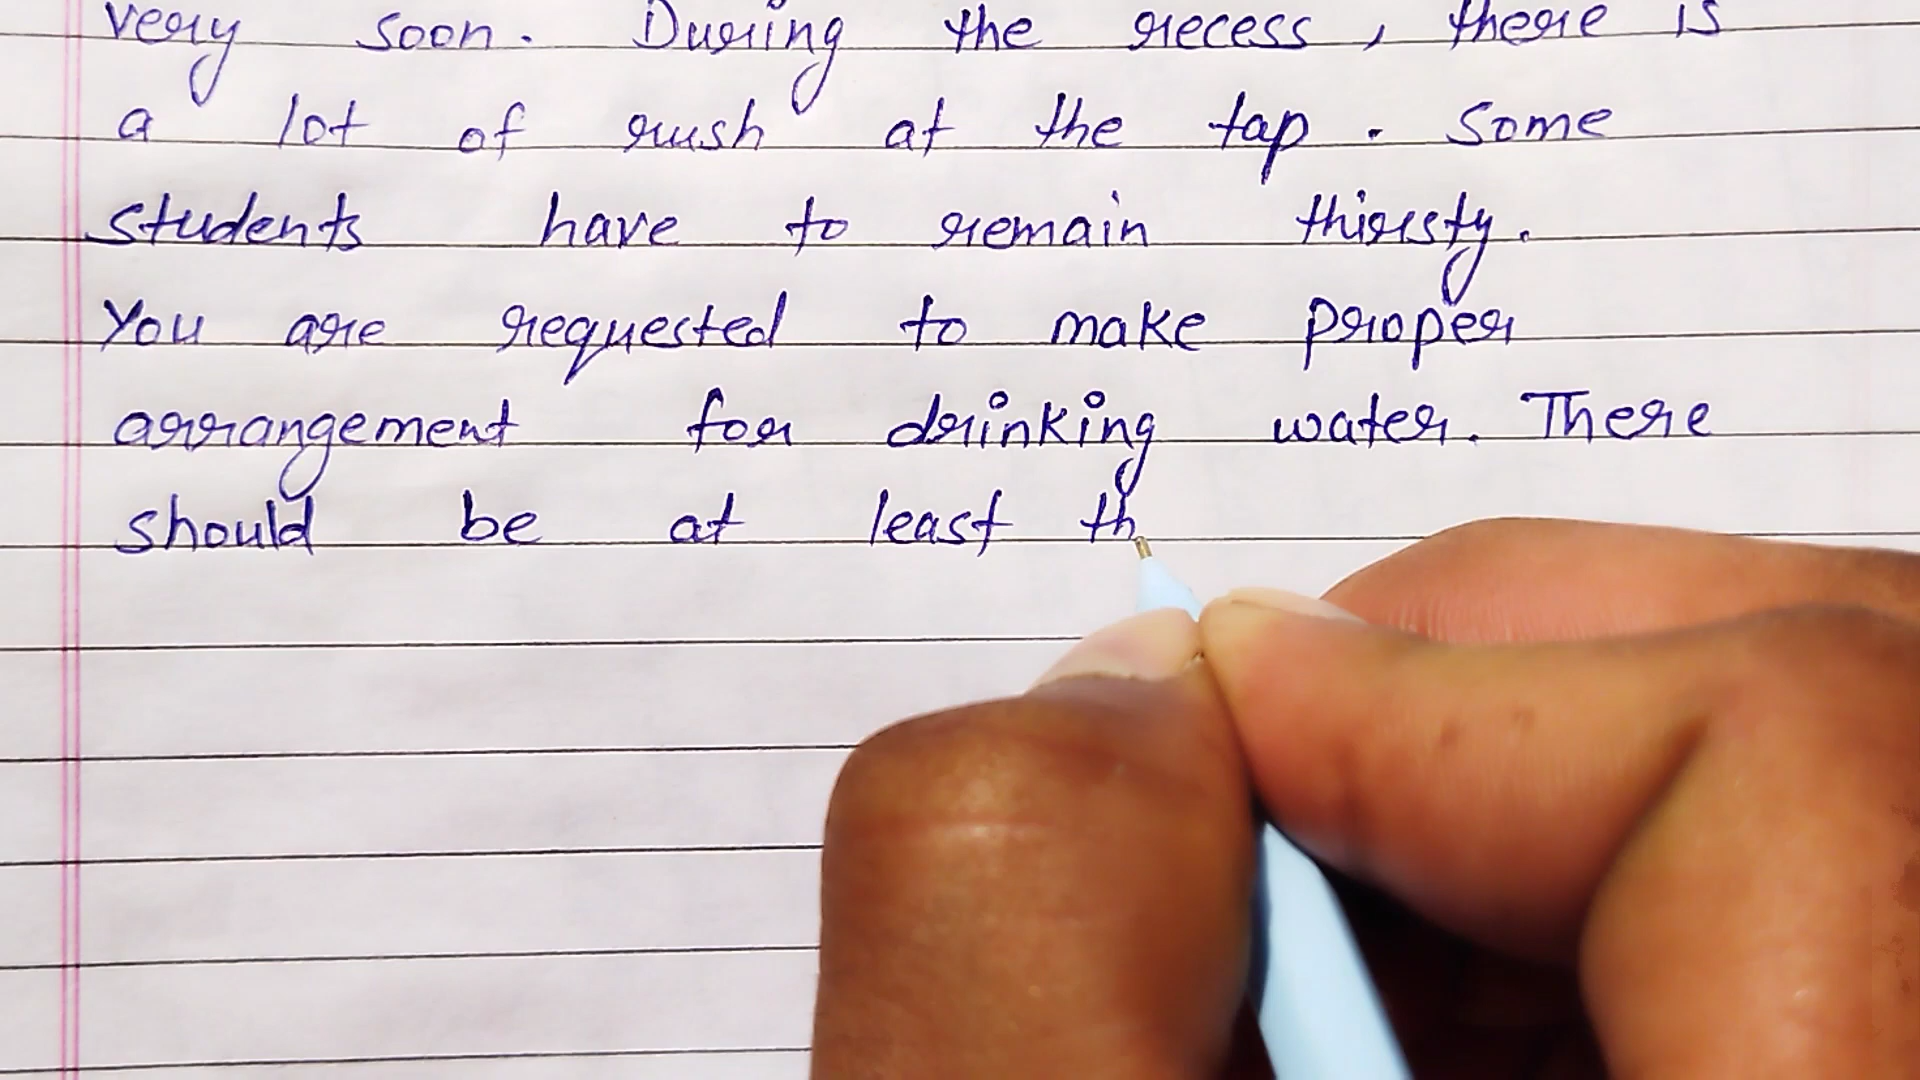 very soon. During the recess, there is
a lot of rush at the tap. Some
students have to remain thirsty.
You are requested to make proper
arrangement for drinking water. There
should be at least th